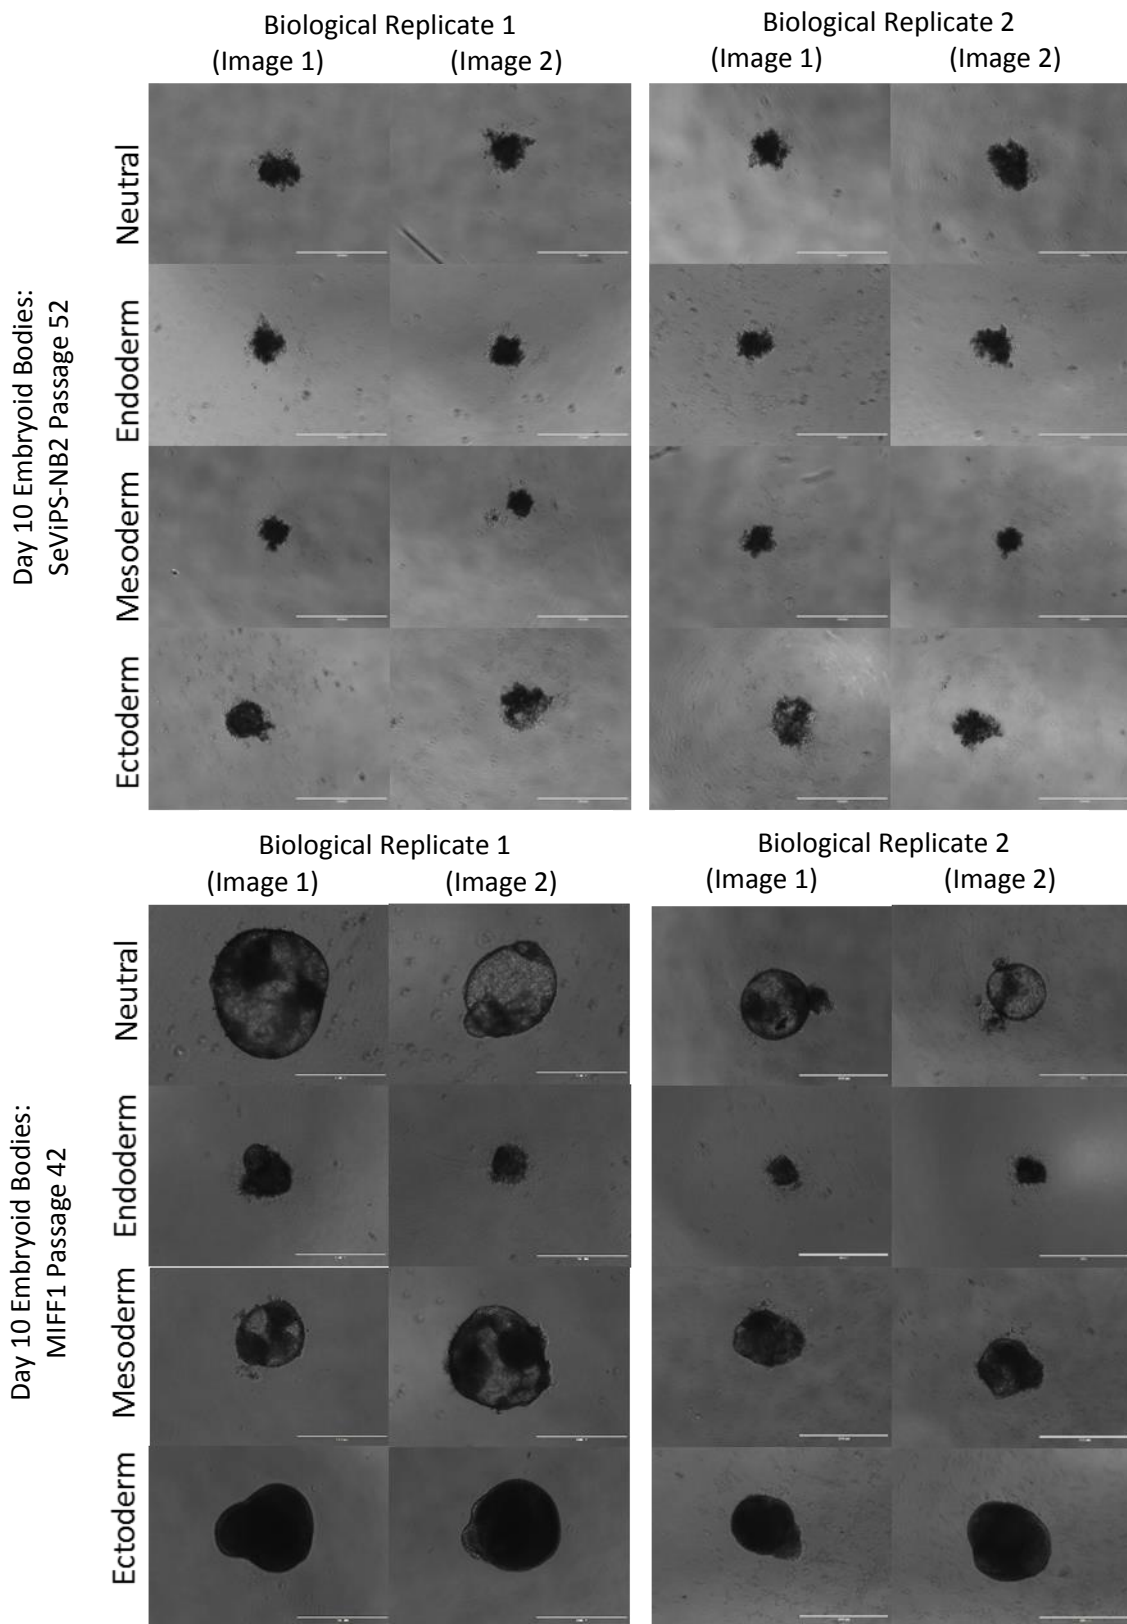 Biological Replicate 1
(Image 1) (Image 2)
Biological Replicate 2
(Image 1) (Image 2)
Day 10 Embryoid Bodies:
SeViPS-NB2 Passage 52
Neutral
Endoderm
Mesoderm
Ectoderm
Biological Replicate 1
(Image 1) (Image 2)
Biological Replicate 2
(Image 1) (Image 2)
Day 10 Embryoid Bodies:
MIFF1 Passage 42
Neutral
Endoderm
Mesoderm
Ectoderm